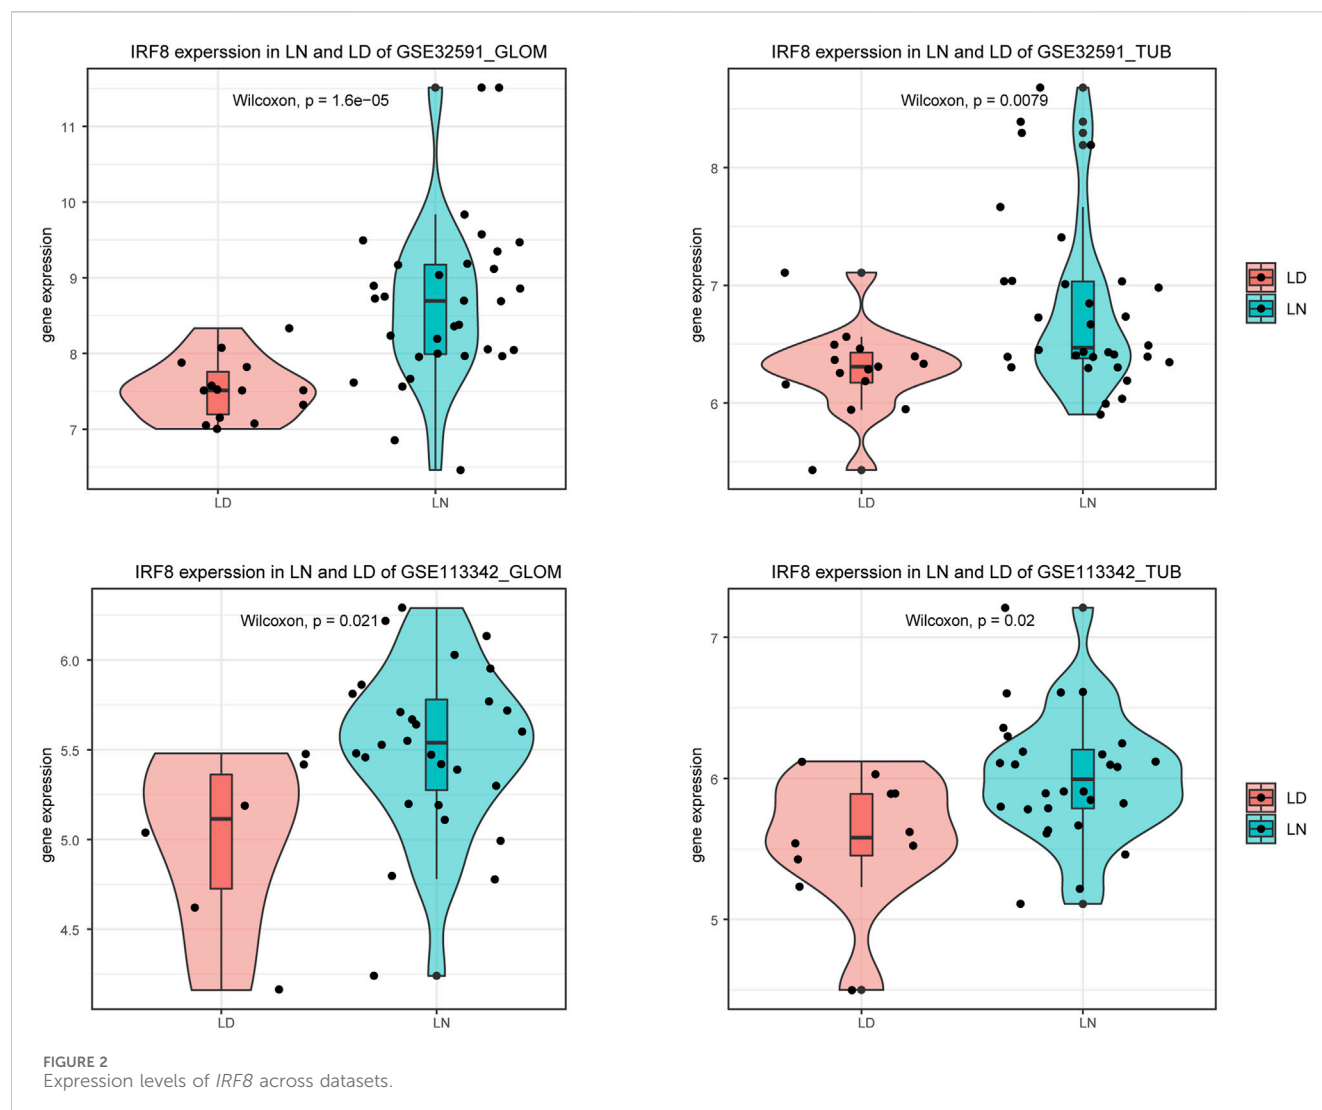 IRF8 experssion in LN and LD of GSE32591_GLOM
Wilcoxon, p = 1.6e−05
gene expression
11
10
9
8
7
LD
LN
IRF8 experssion in LN and LD of GSE32591_TUB
Wilcoxon, p = 0.0079
gene expression
8
7
6
LD
LN
LD
LN
IRF8 experssion in LN and LD of GSE113342_GLOM
Wilcoxon, p = 0.021
gene expression
6.0
5.5
5.0
4.5
LD
LN
IRF8 experssion in LN and LD of GSE113342_TUB
Wilcoxon, p = 0.02
gene expression
7
6
5
LD
LN
LD
LN
FIGURE 2
Expression levels of IRF8 across datasets.